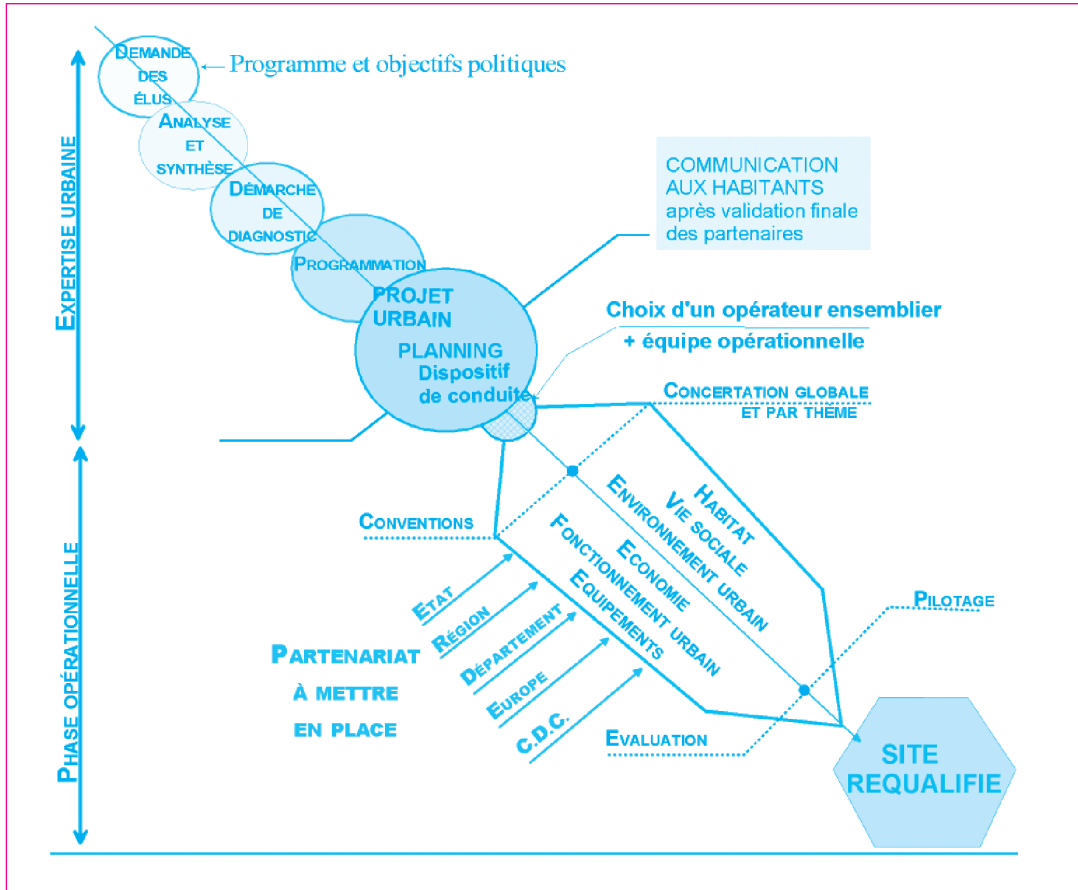 DEMANDE
DES
ÉLUS
Programme et objectifs politiques
ANALYSE
ET
SYNTHÈSE
DÉMARCHE
DE
DIAGNOSTIC
PROGRAMMATION
PROJET
URBAIN
PLANNING
Dispositif
de conduite
EXPERTISE URBAINE
COMMUNICATION
AUX HABITANTS
après validation finale
des partenaires
Choix d'un opérateur ensemblier
+ équipe opérationnelle
CONCERTATION GLOBALE
ET PAR THÈME
CONVENTIONS
HABITAT
VIE SOCIALE
ENVIRONNEMENT URBAIN
ECONOMIE
FONCTIONNEMENT URBAIN
EQUIPEMENTS
PHASE OPÉRATIONNELLE
PARTENARIAT
À METTRE
EN PLACE
ETAT
RÉGION
DÉPARTEMENT
EUROPE
C.D.C.
PILOTAGE
EVALUATION
SITE
REQUALIFIE